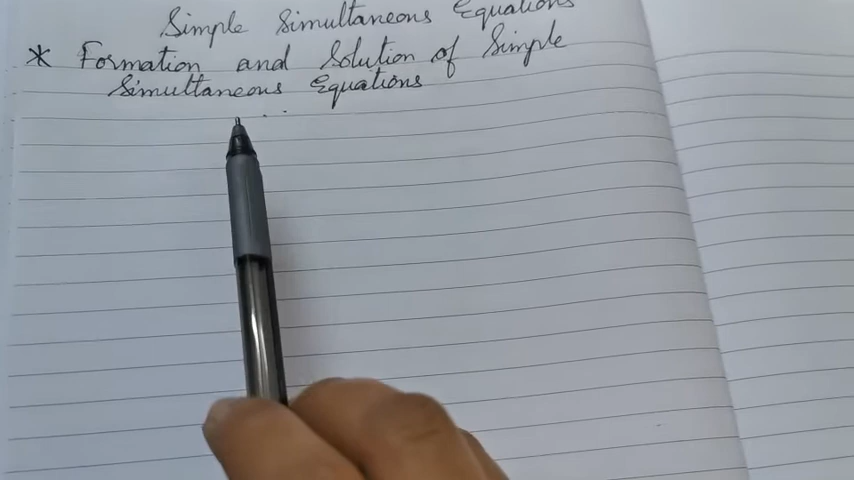 Simple Simultaneous Equations
* Formation and Solution of Simple
Simultaneous Equations